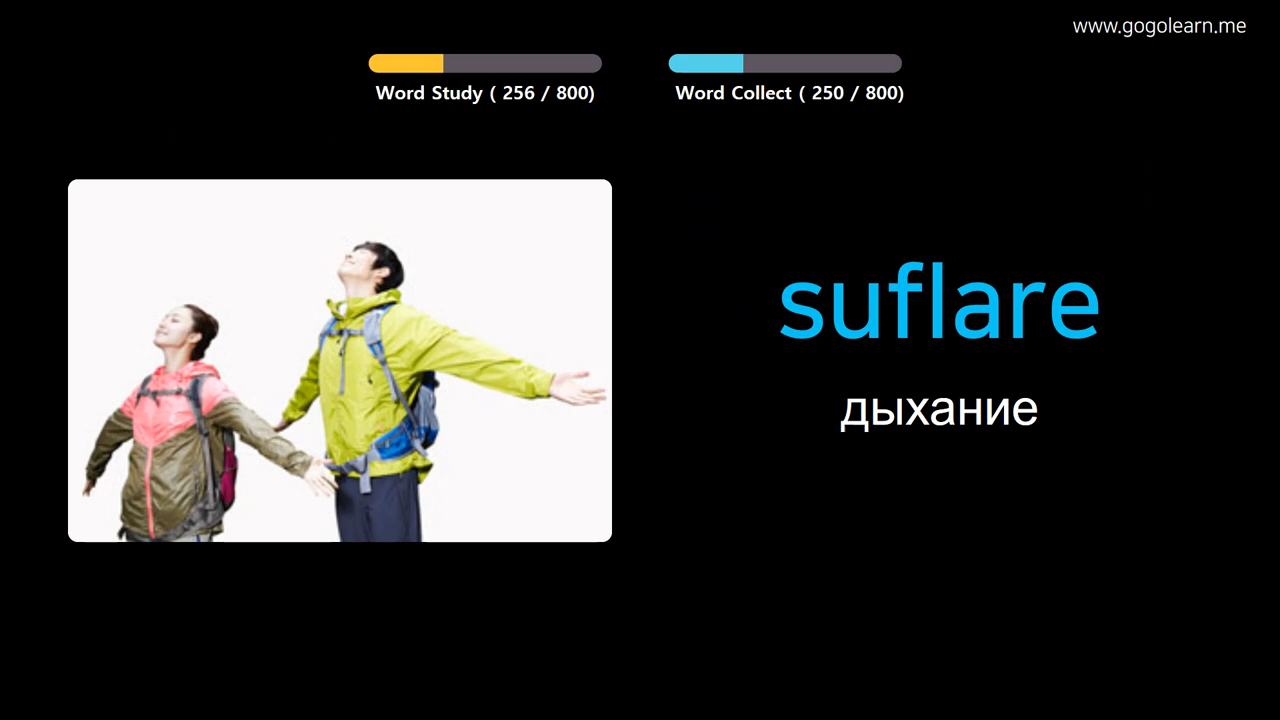 www.gogolearn.me
Word Study ( 256 / 800)
Word Collect ( 250 / 800)
suflare
дыхание